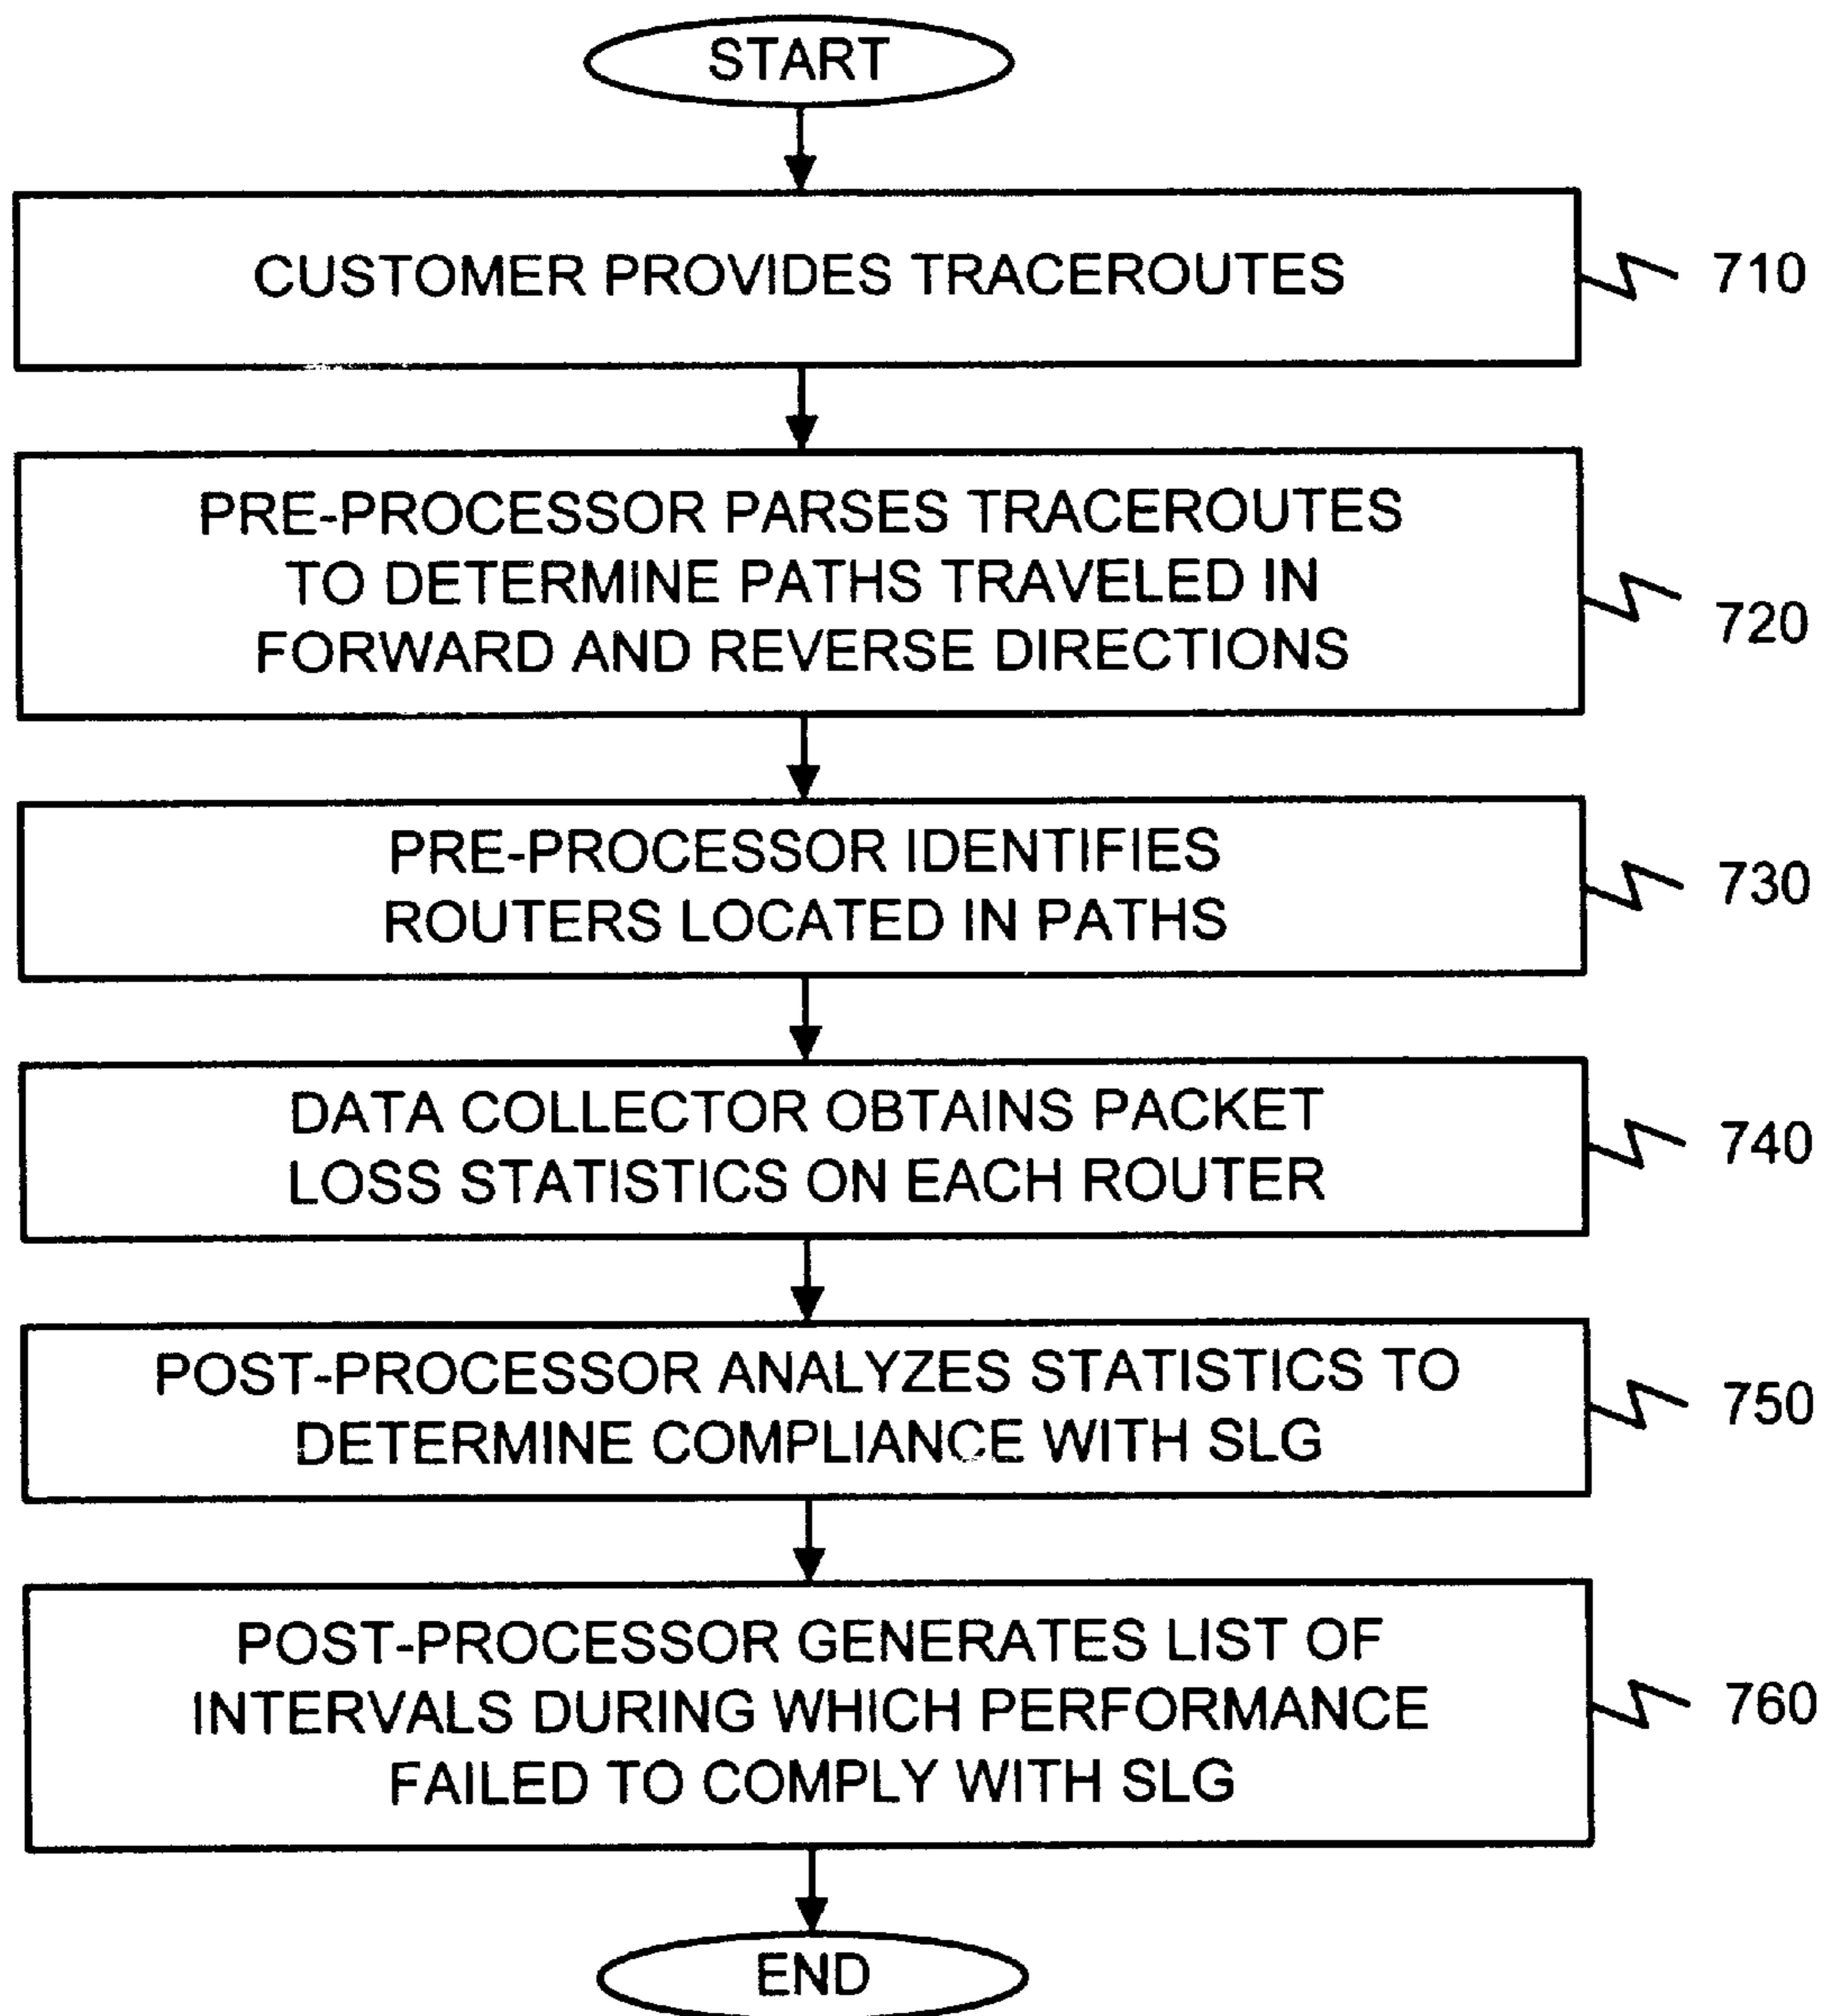 START
CUSTOMER PROVIDES TRACEROUTES
710
PRE-PROCESSOR PARSES TRACEROUTES
TO DETERMINE PATHS TRAVELED IN
FORWARD AND REVERSE DIRECTIONS
720
PRE-PROCESSOR IDENTIFIES
ROUTERS LOCATED IN PATHS
730
DATA COLLECTOR OBTAINS PACKET
LOSS STATISTICS ON EACH ROUTER
740
POST-PROCESSOR ANALYZES STATISTICS TO
DETERMINE COMPLIANCE WITH SLG
750
POST-PROCESSOR GENERATES LIST OF
INTERVALS DURING WHICH PERFORMANCE
FAILED TO COMPLY WITH SLG
760
END